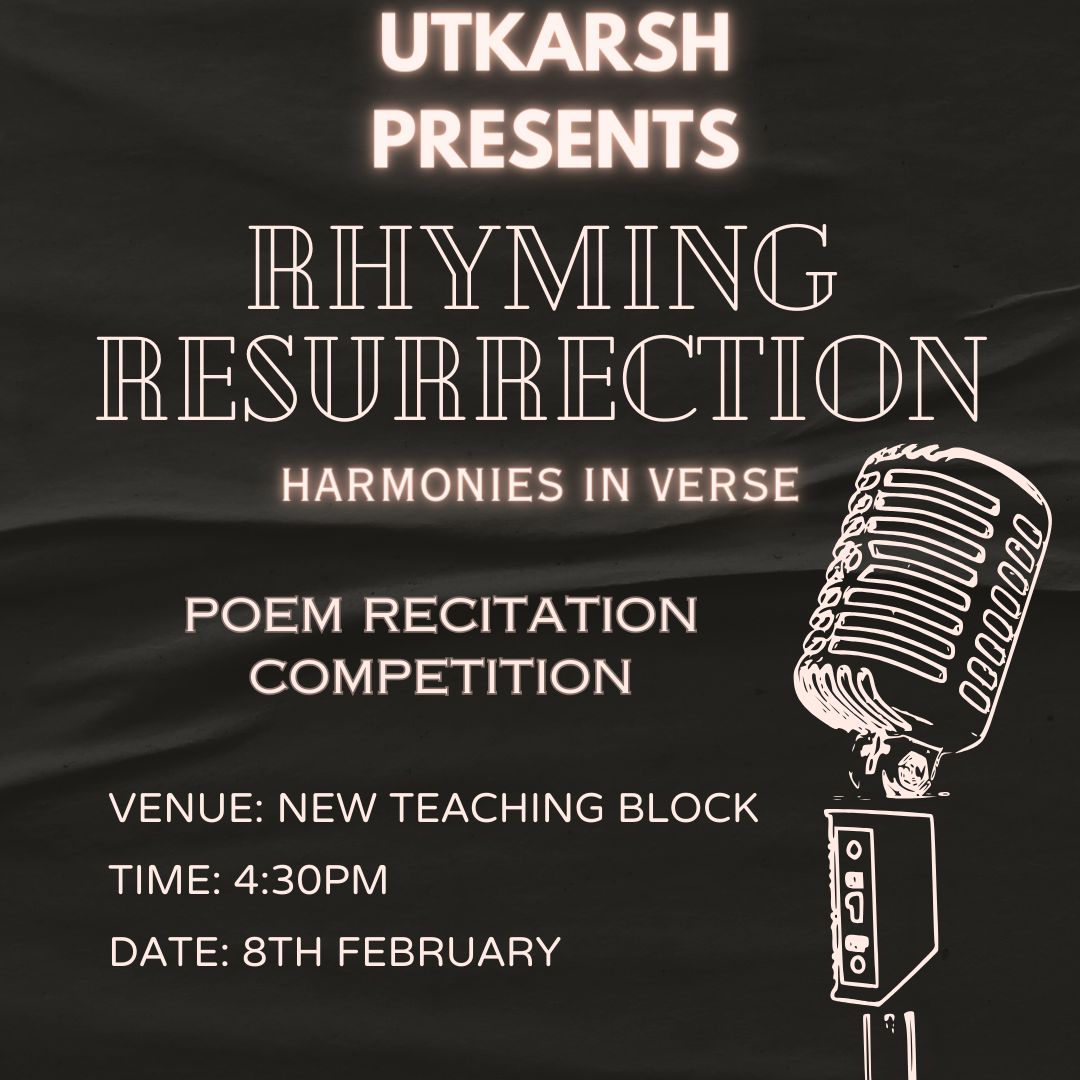 UTKARSH
PRESENTS
RHYMING
RESURRECTION
HARMONIES IN VERSE
POEM RECITATION
COMPETITION
VENUE: NEW TEACHING BLOCK
TIME: 4:30PM
DATE: 8TH FEBRUARY